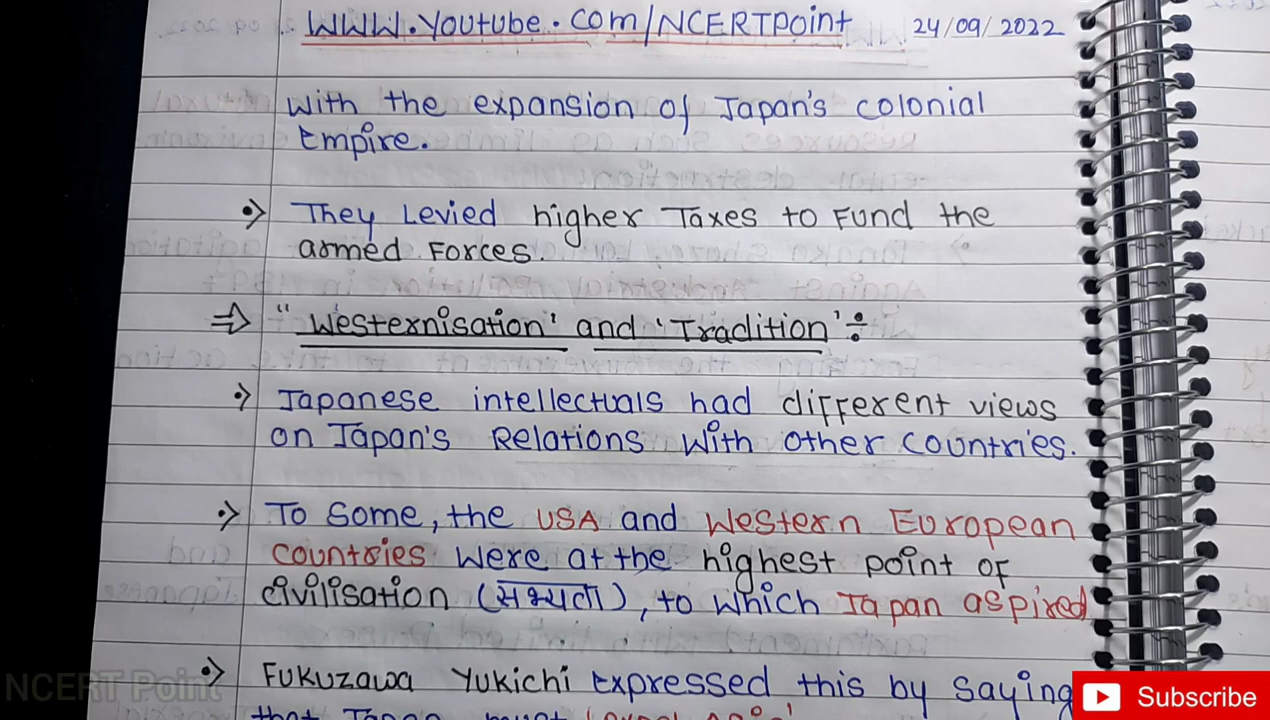 WWW.Youtube.com/NCERTPoint 24/09/2022
with the expansion of Japan's colonial
Empire.
They Levied higher Taxes to Fund the
armed Forces.
⇒ "Westernisation' and 'Tradition' ÷
Japanese intellectuals had different views
on Japan's Relations with other countries.
To Some, the USA and Western European
countries were at the highest point of
civilisation (सभ्यता), to which Japan aspired
Fukuzawa Yukichi Expressed this by saying
that Japan must
NCERT Point
Subscribe